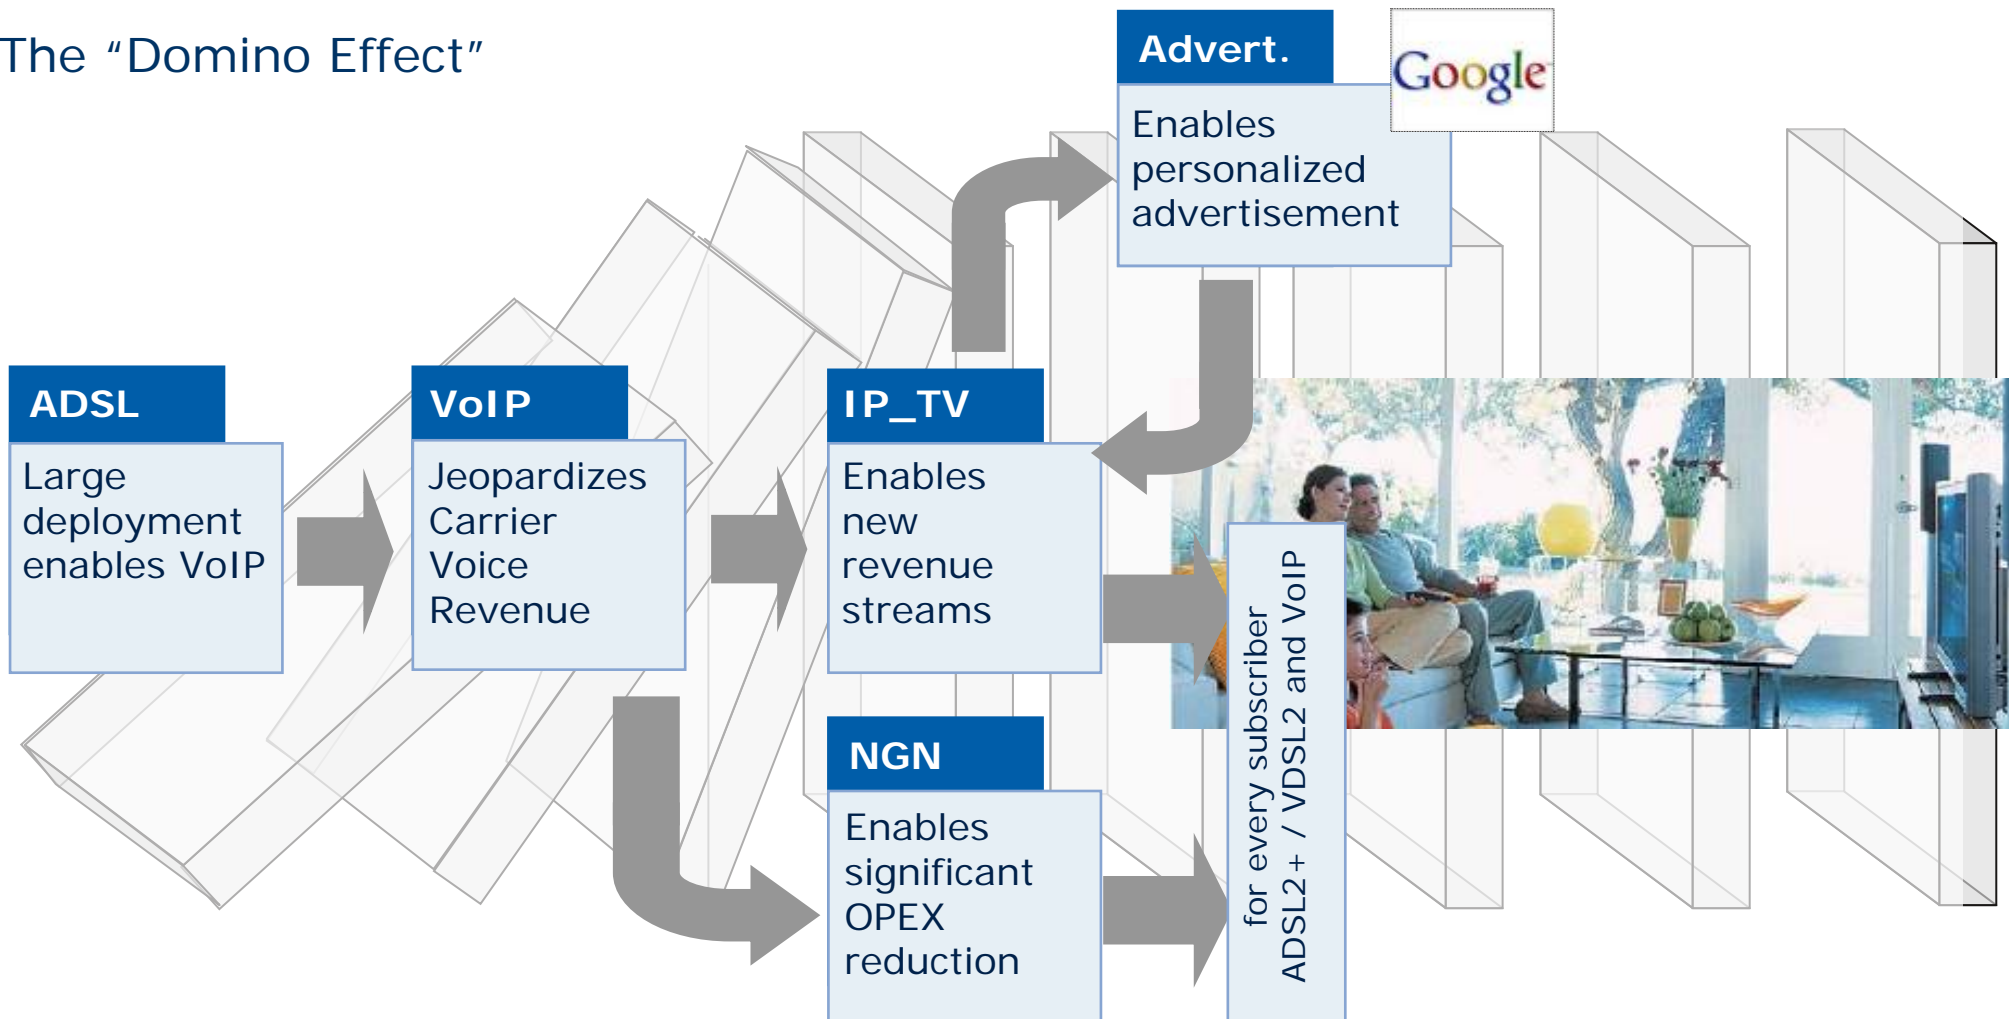 The “Domino Effect”
Advert.
Google
Enables
personalized
advertisement
ADSL
Large
deployment
enables VoIP
VoIP
Jeopardizes
Carrier
Voice
Revenue
IP_TV
Enables
new
revenue
streams
NGN
Enables
significant
OPEX
reduction
for every subscriber
ADSL2+ / VDSL2 and VoIP